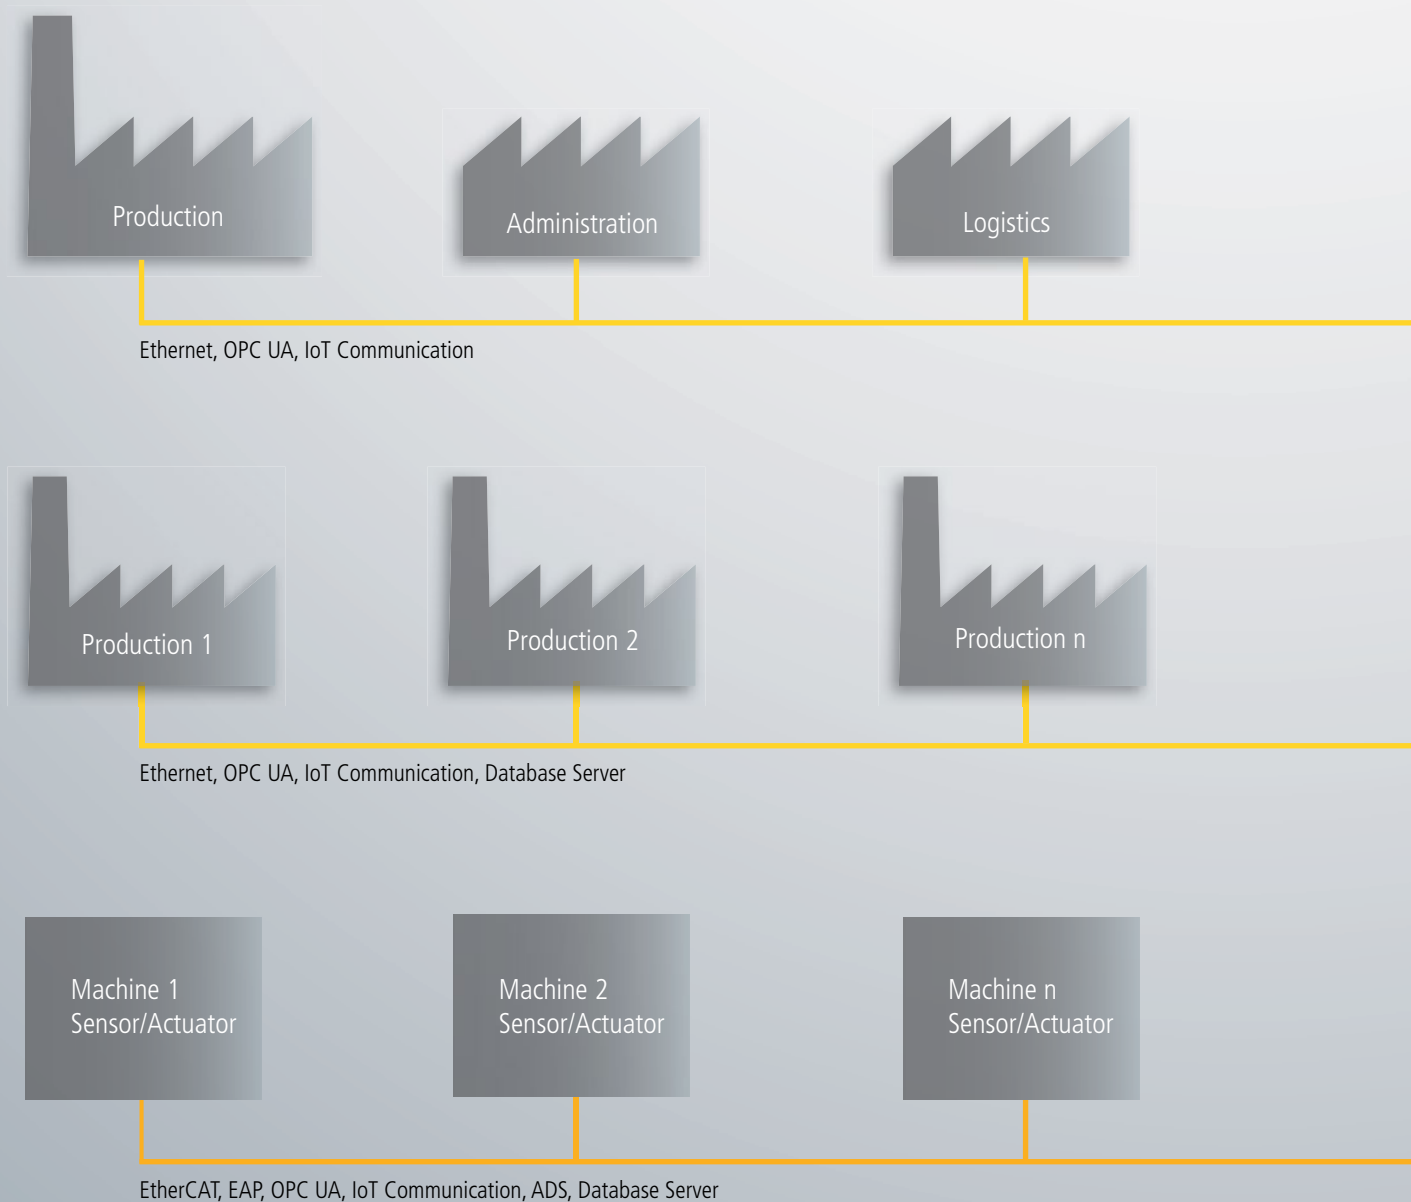 Production
Administration
Logistics
Ethernet, OPC UA, IoT Communication
Production 1
Production 2
Production n
Ethernet, OPC UA, IoT Communication, Database Server
Machine 1
Sensor/Actuator
Machine 2
Sensor/Actuator
Machine n
Sensor/Actuator
EtherCAT, EAP, OPC UA, IoT Communication, ADS, Database Server